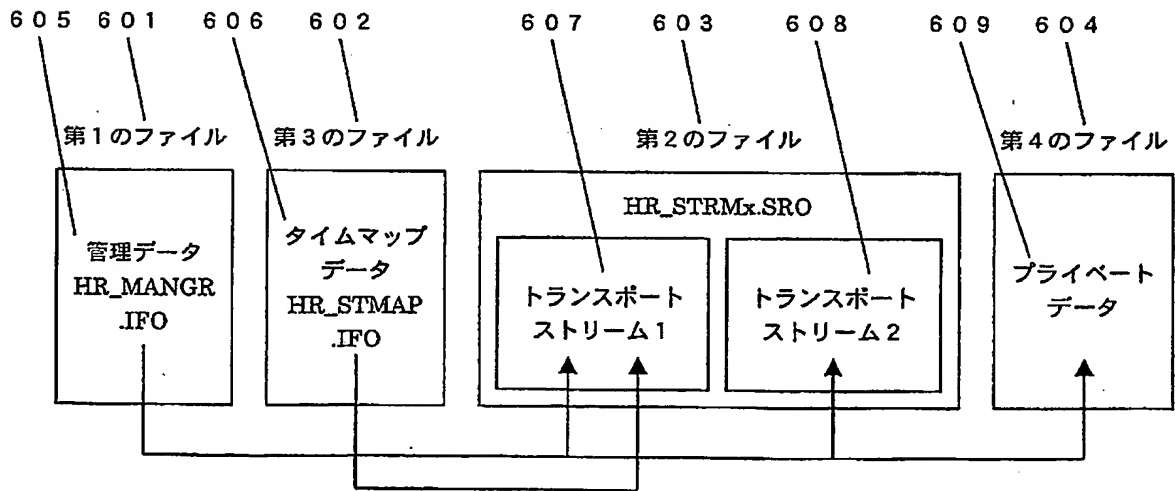 ６０５ ６０１ ６０６ ６０２ ６０７ ６０３ ６０８ ６０９ ６０４
第１のファイル 第３のファイル 第２のファイル 第４のファイル
管理データ
HR_MANGR
.IFO
タイムマップ
データ
HR_STMAP
.IFO
HR_STRMx.SRO
トランスポート
ストリーム１
トランスポート
ストリーム２
プライベート
データ